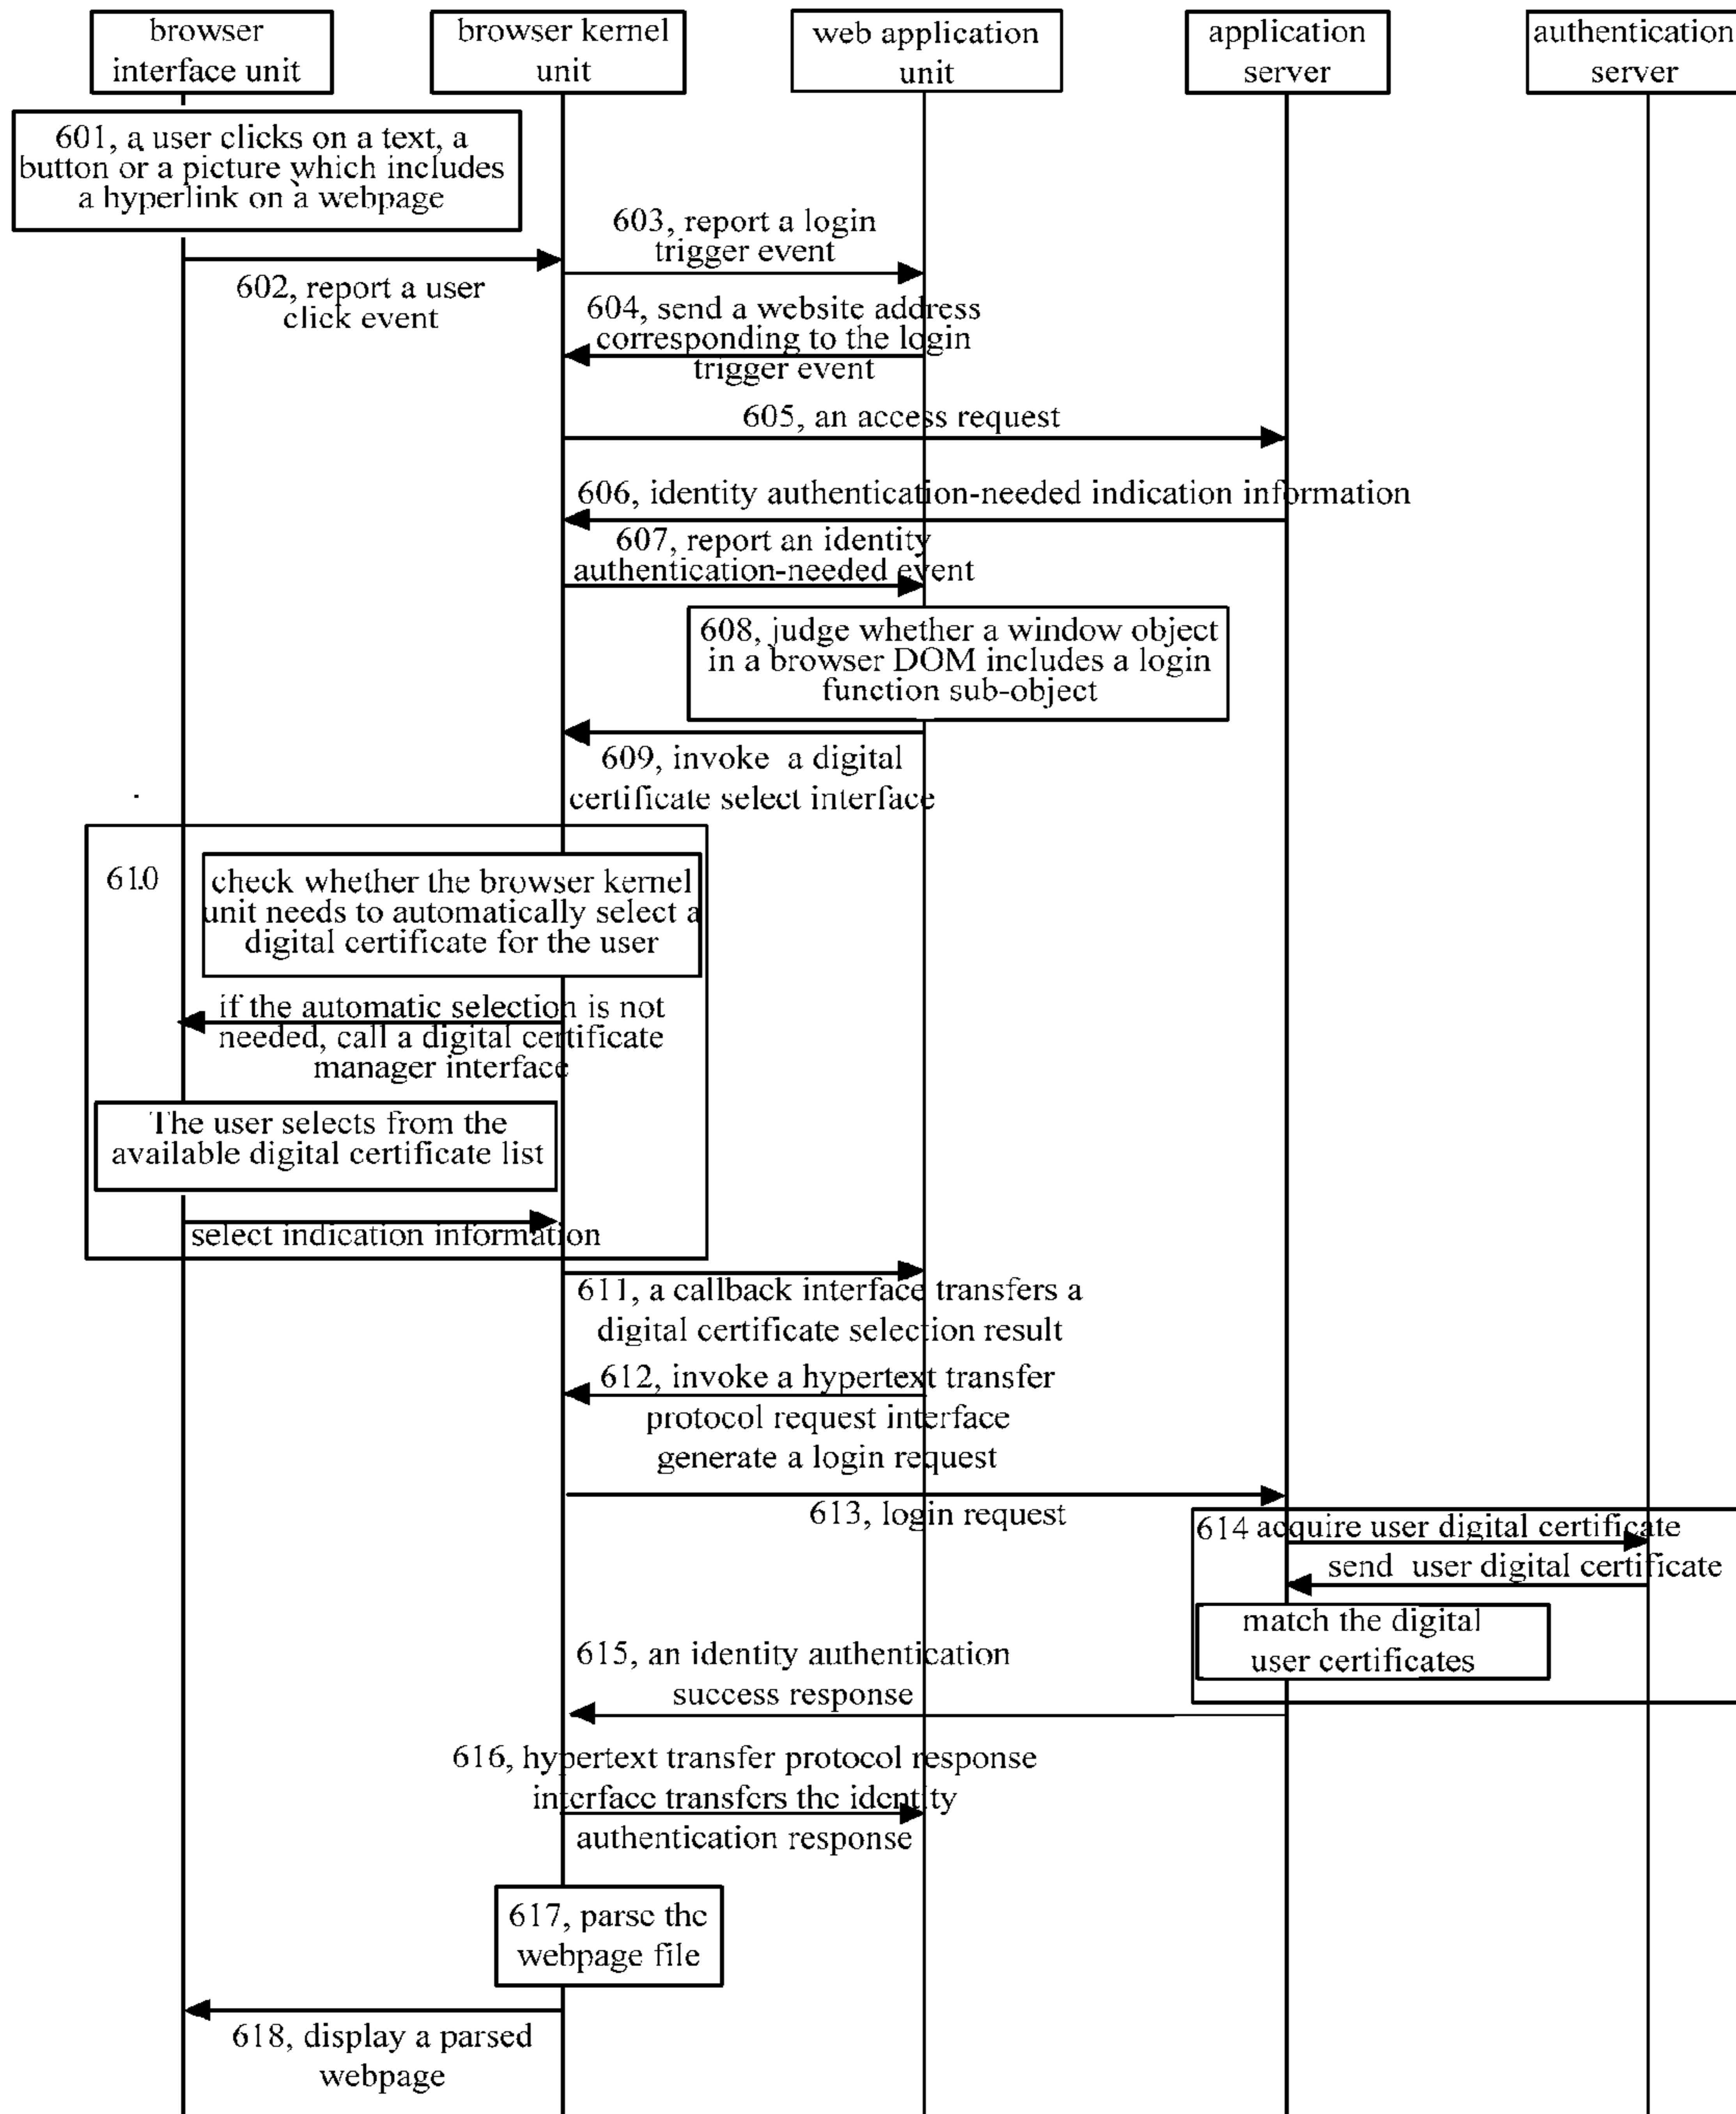 browser
interface unit
browser kernel
unit
web application
unit
application
server
authentication
server
601, a user clicks on a text, a
button or a picture which includes
a hyperlink on a webpage
602, report a user
click event
603, report a login
trigger event
604, send a website address
corresponding to the login
trigger event
605, an access request
606, identity authentication-needed indication information
607, report an identity
authentication-needed event
608, judge whether a window object
in a browser DOM includes a login
function sub-object
609, invoke a digital
certificate select interface
610
check whether the browser kernel
unit needs to automatically select a
digital certificate for the user
if the automatic selection is not
needed, call a digital certificate
manager interface
The user selects from the
available digital certificate list
select indication information
611, a callback interface transfers a
digital certificate selection result
612, invoke a hypertext transfer
protocol request interface
generate a login request
613, login request
614 acquire user digital certificate
send user digital certificate
match the digital
user certificates
615, an identity authentication
success response
616, hypertext transfer protocol response
interface transfers the identity
authentication response
617, parse the
webpage file
618, display a parsed
webpage